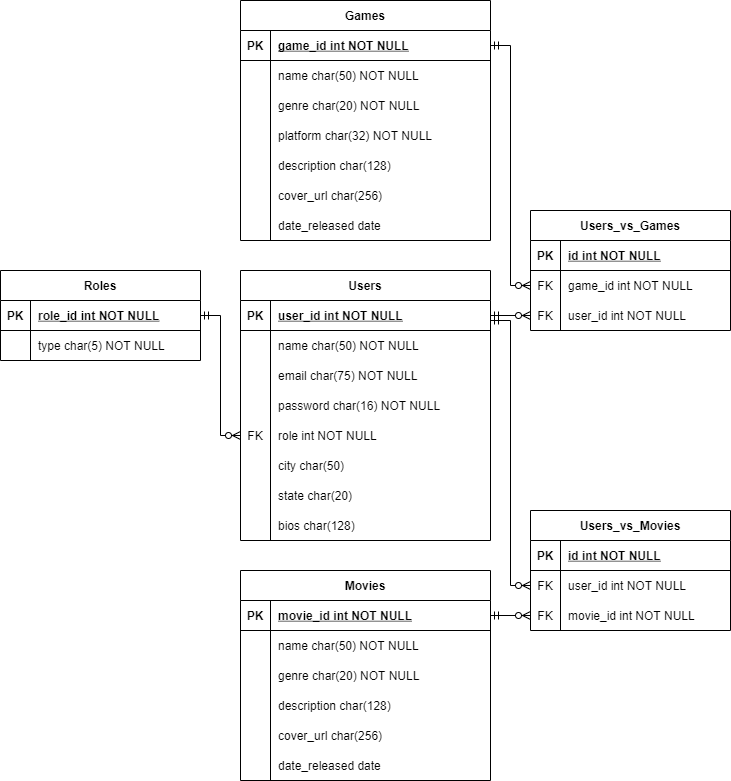 Games
PK game_id int NOT NULL
name char(50) NOT NULL
genre char(20) NOT NULL
platform char(32) NOT NULL
description char(128)
cover_url char(256)
date_released date
Users_vs_Games
PK id int NOT NULL
FK game_id int NOT NULL
FK user_id int NOT NULL
Roles
PK role_id int NOT NULL
type char(5) NOT NULL
Users
PK user_id int NOT NULL
name char(50) NOT NULL
email char(75) NOT NULL
password char(16) NOT NULL
FK role int NOT NULL
city char(50)
state char(20)
bios char(128)
Users_vs_Movies
PK id int NOT NULL
FK user_id int NOT NULL
FK movie_id int NOT NULL
Movies
PK movie_id int NOT NULL
name char(50) NOT NULL
genre char(20) NOT NULL
description char(128)
cover_url char(256)
date_released date